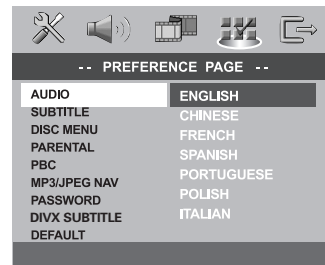 -- PREFERENCE PAGE --
AUDIO
SUBTITLE
DISC MENU
PARENTAL
PBC
MP3/JPEG NAV
PASSWORD
DIVX SUBTITLE
DEFAULT
ENGLISH
CHINESE
FRENCH
SPANISH
PORTUGUESE
POLISH
ITALIAN